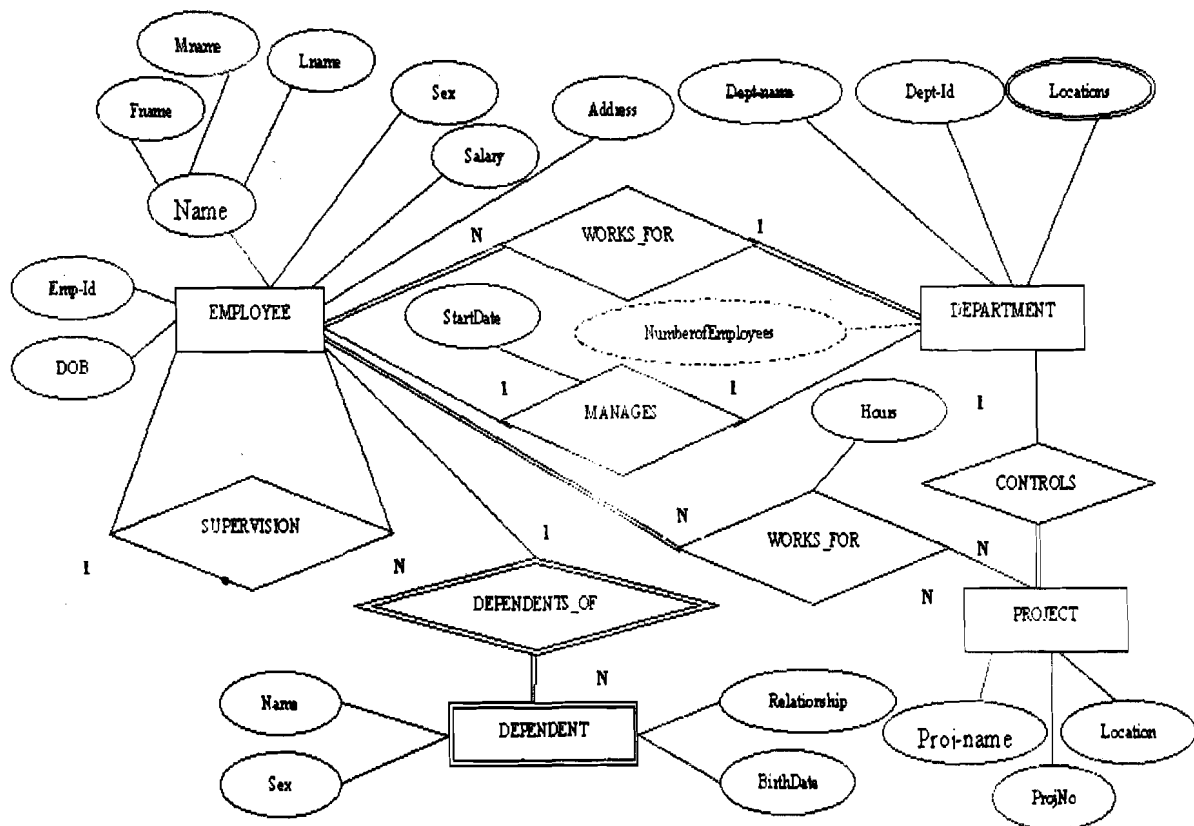 Mname
Lname
Fname
Sex
Address
Dept-name
Dept-Id
Locations
Salary
Name
N
WORKS_FOR
1
Emp-Id
EMPLOYEE
StartDate
NumberofEmployees
DEPARTMENT
DOB
1
MANAGES
1
Hours
1
CONTROLS
SUPERVISION
1
N
N
WORKS_FOR
N
1
N
DEPENDENTS_OF
PROJECT
N
Name
DEPENDENT
Relationship
Sex
BirthDate
Proj-name
Location
ProjNo